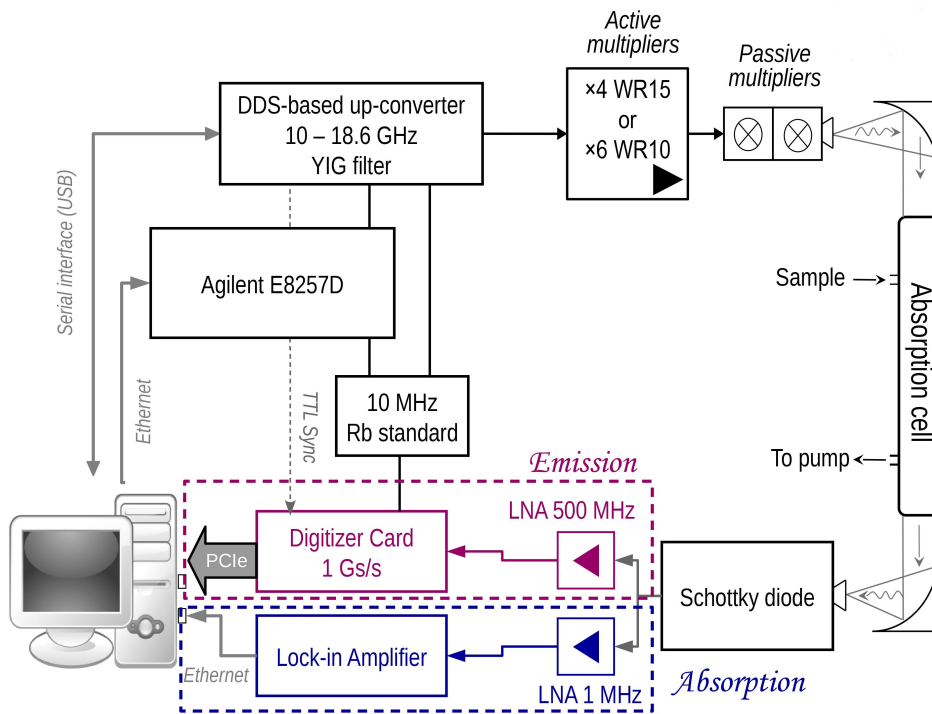 Active
multipliers
Passive
multipliers
DDS-based up-converter
10 – 18.6 GHz
YIG filter
×4 WR15
or
×6 WR10
Serial interface (USB)
Agilent E8257D
Sample
Absorption cell
Ethernet
TTL Sync
10 MHz
Rb standard
To pump
Emission
LNA 500 MHz
Digitizer Card
1 Gs/s
PCIe
Schottky diode
Lock-in Amplifier
Ethernet
LNA 1 MHz
Absorption